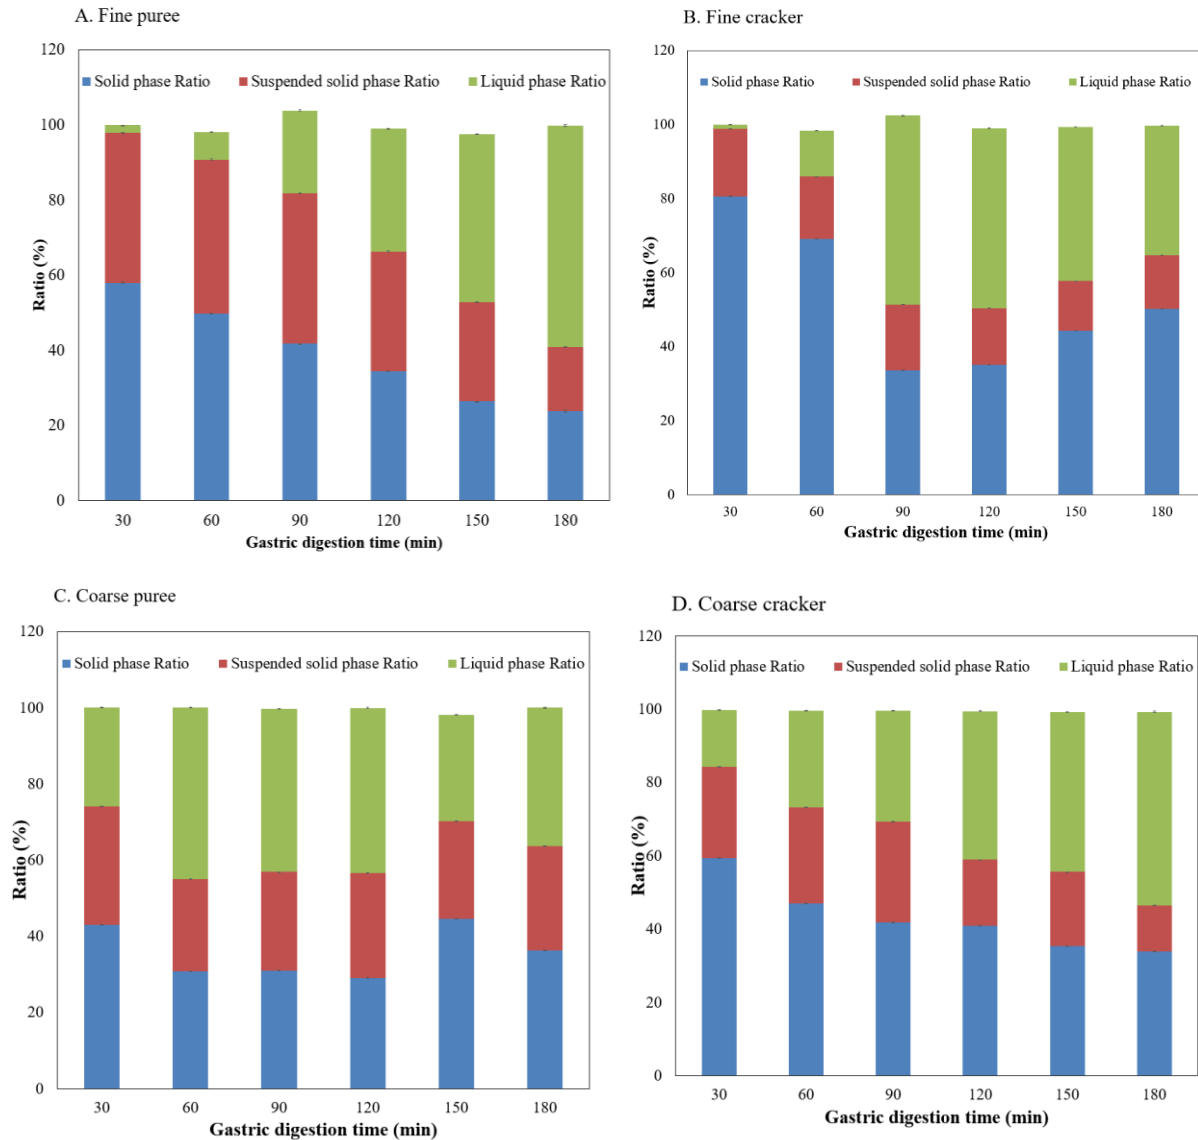 A. Fine puree
120
Solid phase Ratio Suspended solid phase Ratio Liquid phase Ratio
100
80
60
40
20
0
Ratio (%)
30 60 90 120 150 180
Gastric digestion time (min)
B. Fine cracker
120
Solid phase Ratio Suspended solid phase Ratio Liquid phase Ratio
100
80
60
40
20
0
Ratio (%)
30 60 90 120 150 180
Gastric digestion time (min)
C. Coarse puree
120
Solid phase Ratio Suspended solid phase Ratio Liquid phase Ratio
100
80
60
40
20
0
Ratio (%)
30 60 90 120 150 180
Gastric digestion time (min)
D. Coarse cracker
120
Solid phase Ratio Suspended solid phase Ratio Liquid phase Ratio
100
80
60
40
20
0
Ratio (%)
30 60 90 120 150 180
Gastric digestion time (min)